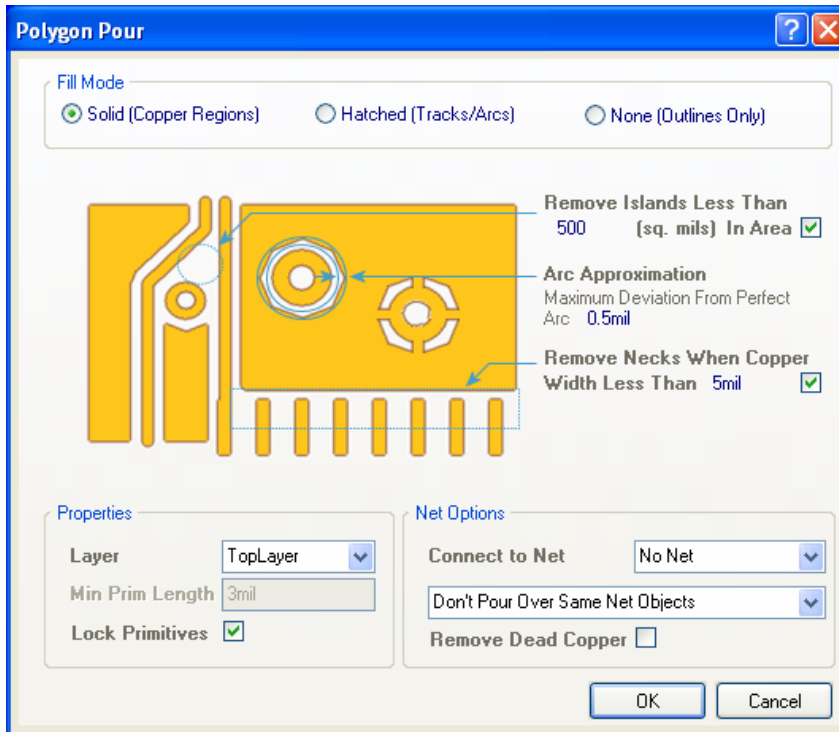 Polygon Pour
Fill Mode
Solid (Copper Regions)
Hatched (Tracks/Arcs)
None (Outlines Only)
Remove Islands Less Than
500 (sq. mils) In Area
Arc Approximation
Maximum Deviation From Perfect
Arc 0.5mil
Remove Necks When Copper
Width Less Than 5mil
Properties
Layer TopLayer
Min Prim Length 3mil
Lock Primitives
Net Options
Connect to Net No Net
Don't Pour Over Same Net Objects
Remove Dead Copper
OK
Cancel